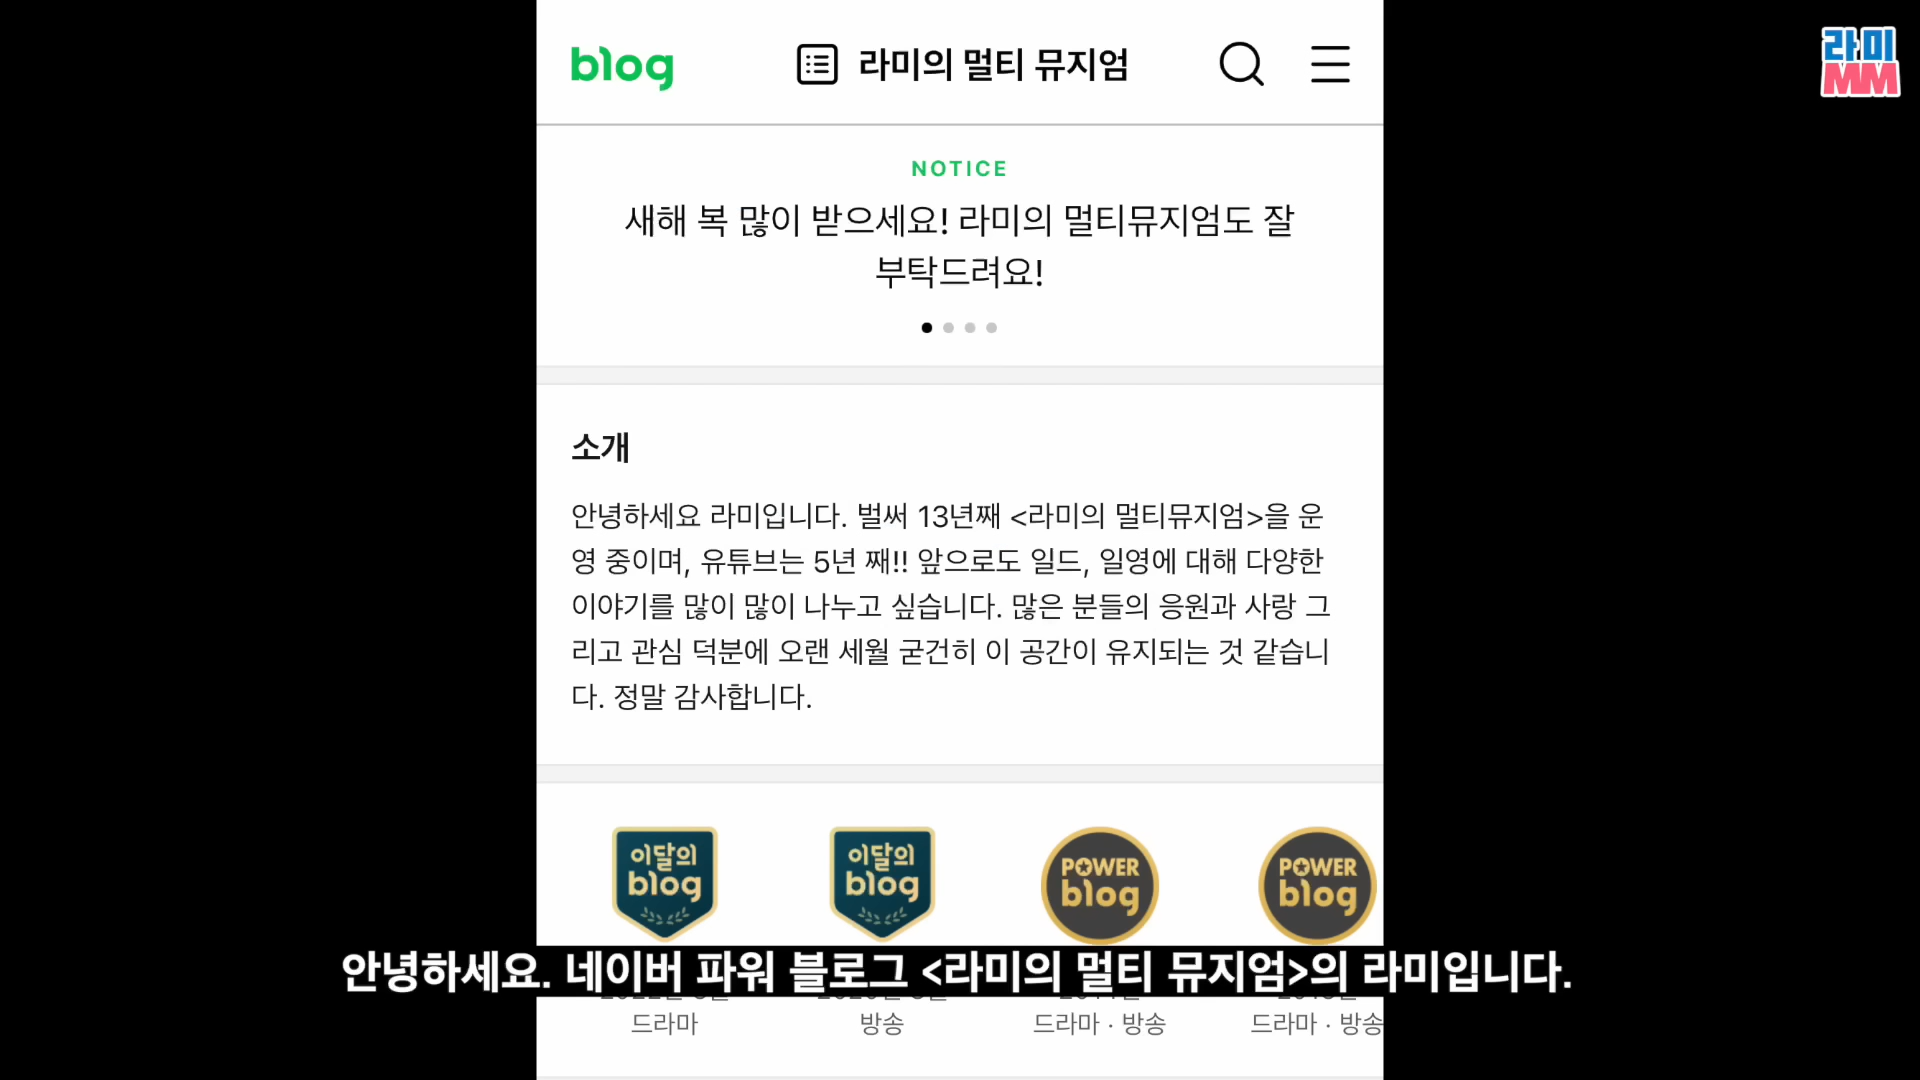 blog
라미의 멀티 뮤지엄
라미
MM
NOTICE
새해 복 많이 받으세요! 라미의 멀티뮤지엄도 잘
부탁드려요!
소개
안녕하세요 라미입니다. 벌써 13년째 <라미의 멀티뮤지엄>을 운
영 중이며, 유튜브는 5년 째!! 앞으로도 일드, 일영에 대해 다양한
이야기를 많이 많이 나누고 싶습니다. 많은 분들의 응원과 사랑 그
리고 관심 덕분에 오랜 세월 굳건히 이 공간이 유지되는 것 같습니
다. 정말 감사합니다.
이달의
blog
이달의
blog
POWER
blog
POWER
blog
안녕하세요. 네이버 파워 블로그 <라미의 멀티 뮤지엄>의 라미입니다.
드라마
방송
드라마 · 방송
드라마 · 방송